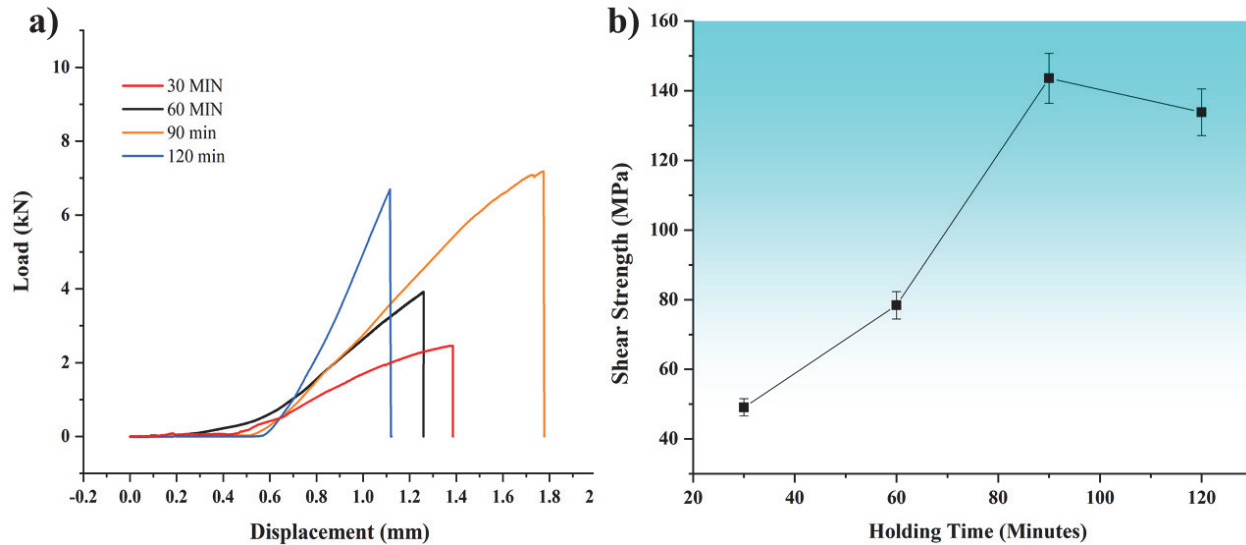 a)
30 MIN
60 MIN
90 min
120 min
10
8
6
4
2
0
Load (kN)
-0.2 0.0 0.2 0.4 0.6 0.8 1.0 1.2 1.4 1.6 1.8 2
Displacement (mm)
b)
160
140
120
100
80
60
40
Shear Strength (MPa)
20 40 60 80 100 120
Holding Time (Minutes)